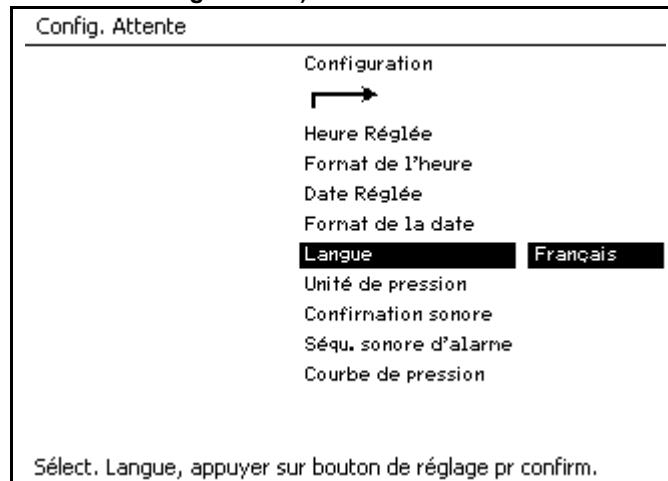 Config. Attente
Configuration
Heure Réglée
Format de l'heure
Date Réglée
Format de la date
Langue Français
Unité de pression
Confirmation sonore
Séqu. sonore d'alarme
Courbe de pression
Sélect. Langue, appuyer sur bouton de réglage pr confirm.